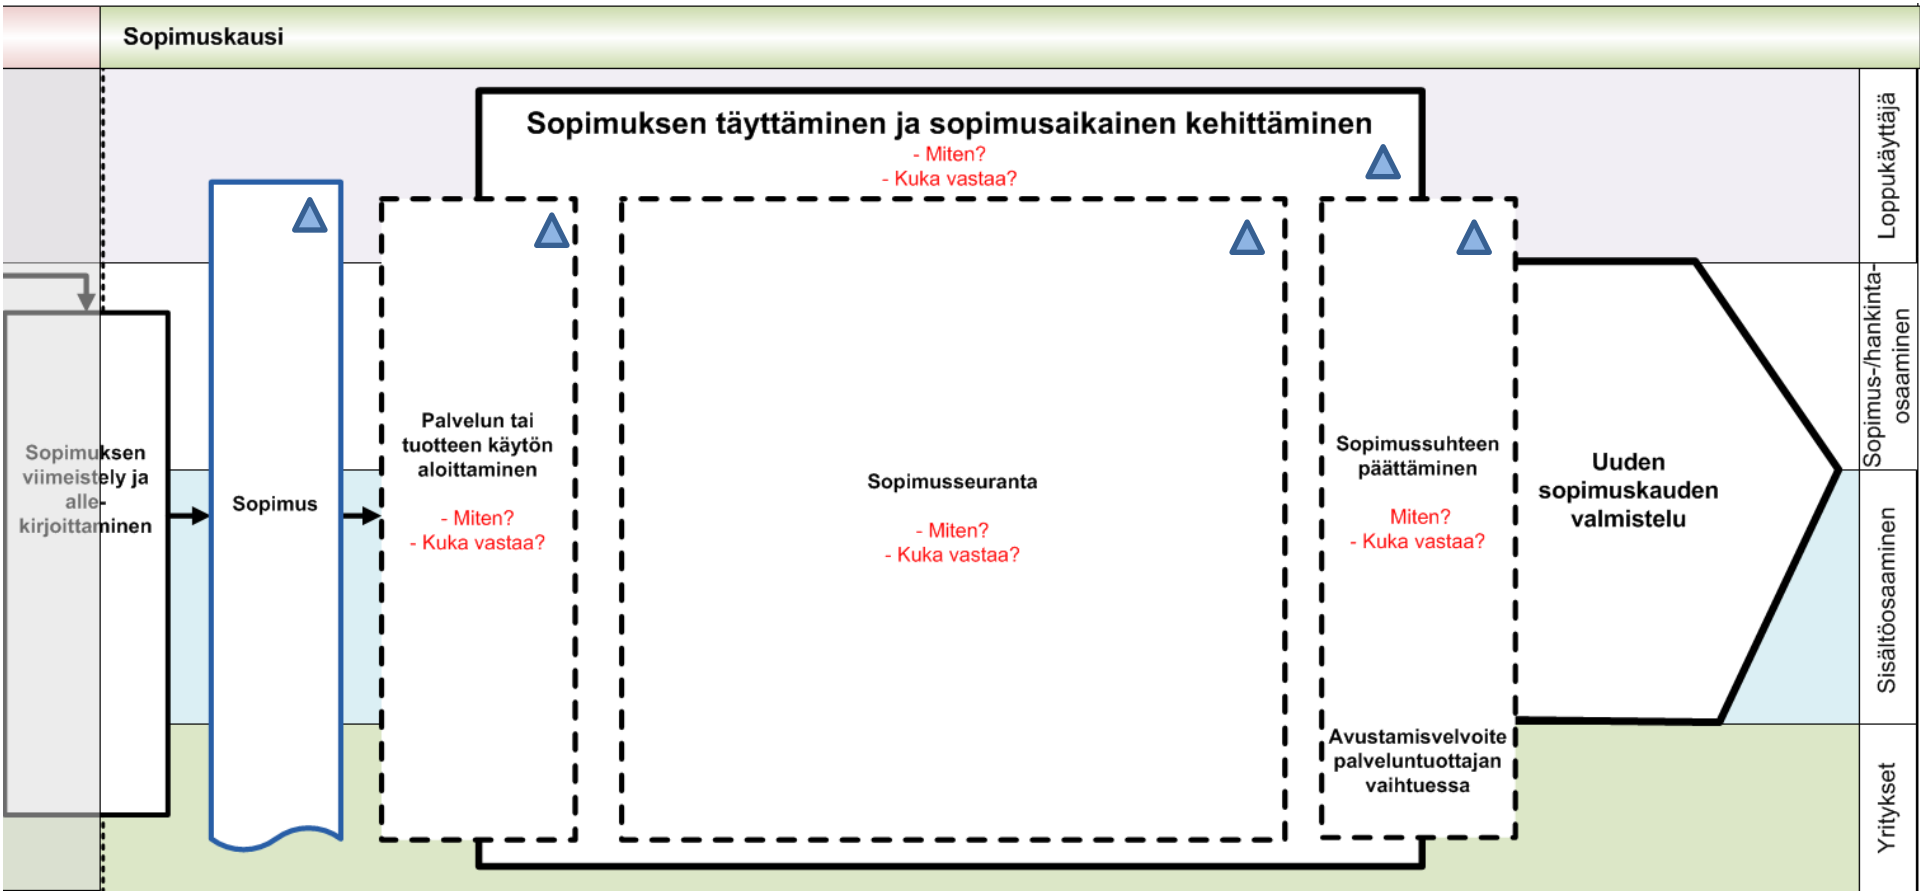 Sopimuskausi
Sopimuksen täyttäminen ja sopimusaikainen kehittäminen
- Miten?
- Kuka vastaa?
Sopimuksen
viimeistely ja
alle-
kirjoittaminen
Sopimus
Palvelun tai
tuotteen käytön
aloittaminen
- Miten?
- Kuka vastaa?
Sopimusseuranta
- Miten?
- Kuka vastaa?
Sopimussuhteen
päättäminen
Miten?
- Kuka vastaa?
Avustamisvelvoite
palveluntuottajan
vaihtuessa
Uuden
sopimuskauden
valmistelu
Loppukäyttäjä
Sopimus-/hankinta-
osaaminen
Sisältöosaaminen
Yritykset